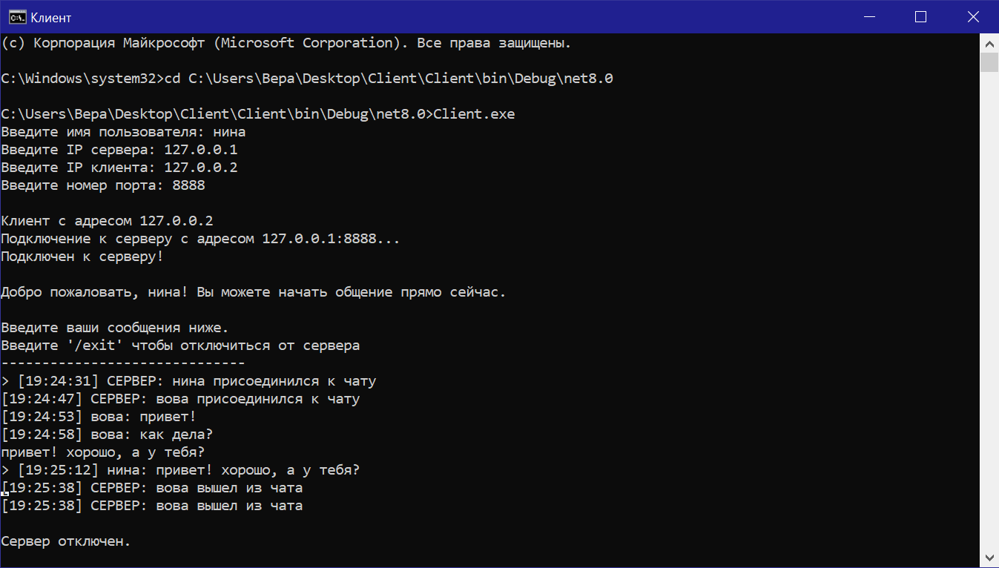 Клиент
(c) Корпорация Майкрософт (Microsoft Corporation). Все права защищены.
C:\Windows\system32>cd C:\Users\Вера\Desktop\Client\Client\bin\Debug\net8.0
C:\Users\Вера\Desktop\Client\Client\bin\Debug\net8.0>Client.exe
Введите имя пользователя: нина
Введите IP сервера: 127.0.0.1
Введите IP клиента: 127.0.0.2
Введите номер порта: 8888
Клиент с адресом 127.0.0.2
Подключение к серверу с адресом 127.0.0.1:8888...
Подключен к серверу!
Добро пожаловать, нина! Вы можете начать общение прямо сейчас.
Введите ваши сообщения ниже.
Введите '/exit' чтобы отключиться от сервера
------------------------------
> [19:24:31] СЕРВЕР: нина присоединился к чату
[19:24:47] СЕРВЕР: вова присоединился к чату
[19:24:53] вова: привет!
[19:24:58] вова: как дела?
привет! хорошо, а у тебя?
> [19:25:12] нина: привет! хорошо, а у тебя?
[19:25:38] СЕРВЕР: вова вышел из чата
[19:25:38] СЕРВЕР: вова вышел из чата
Сервер отключен.